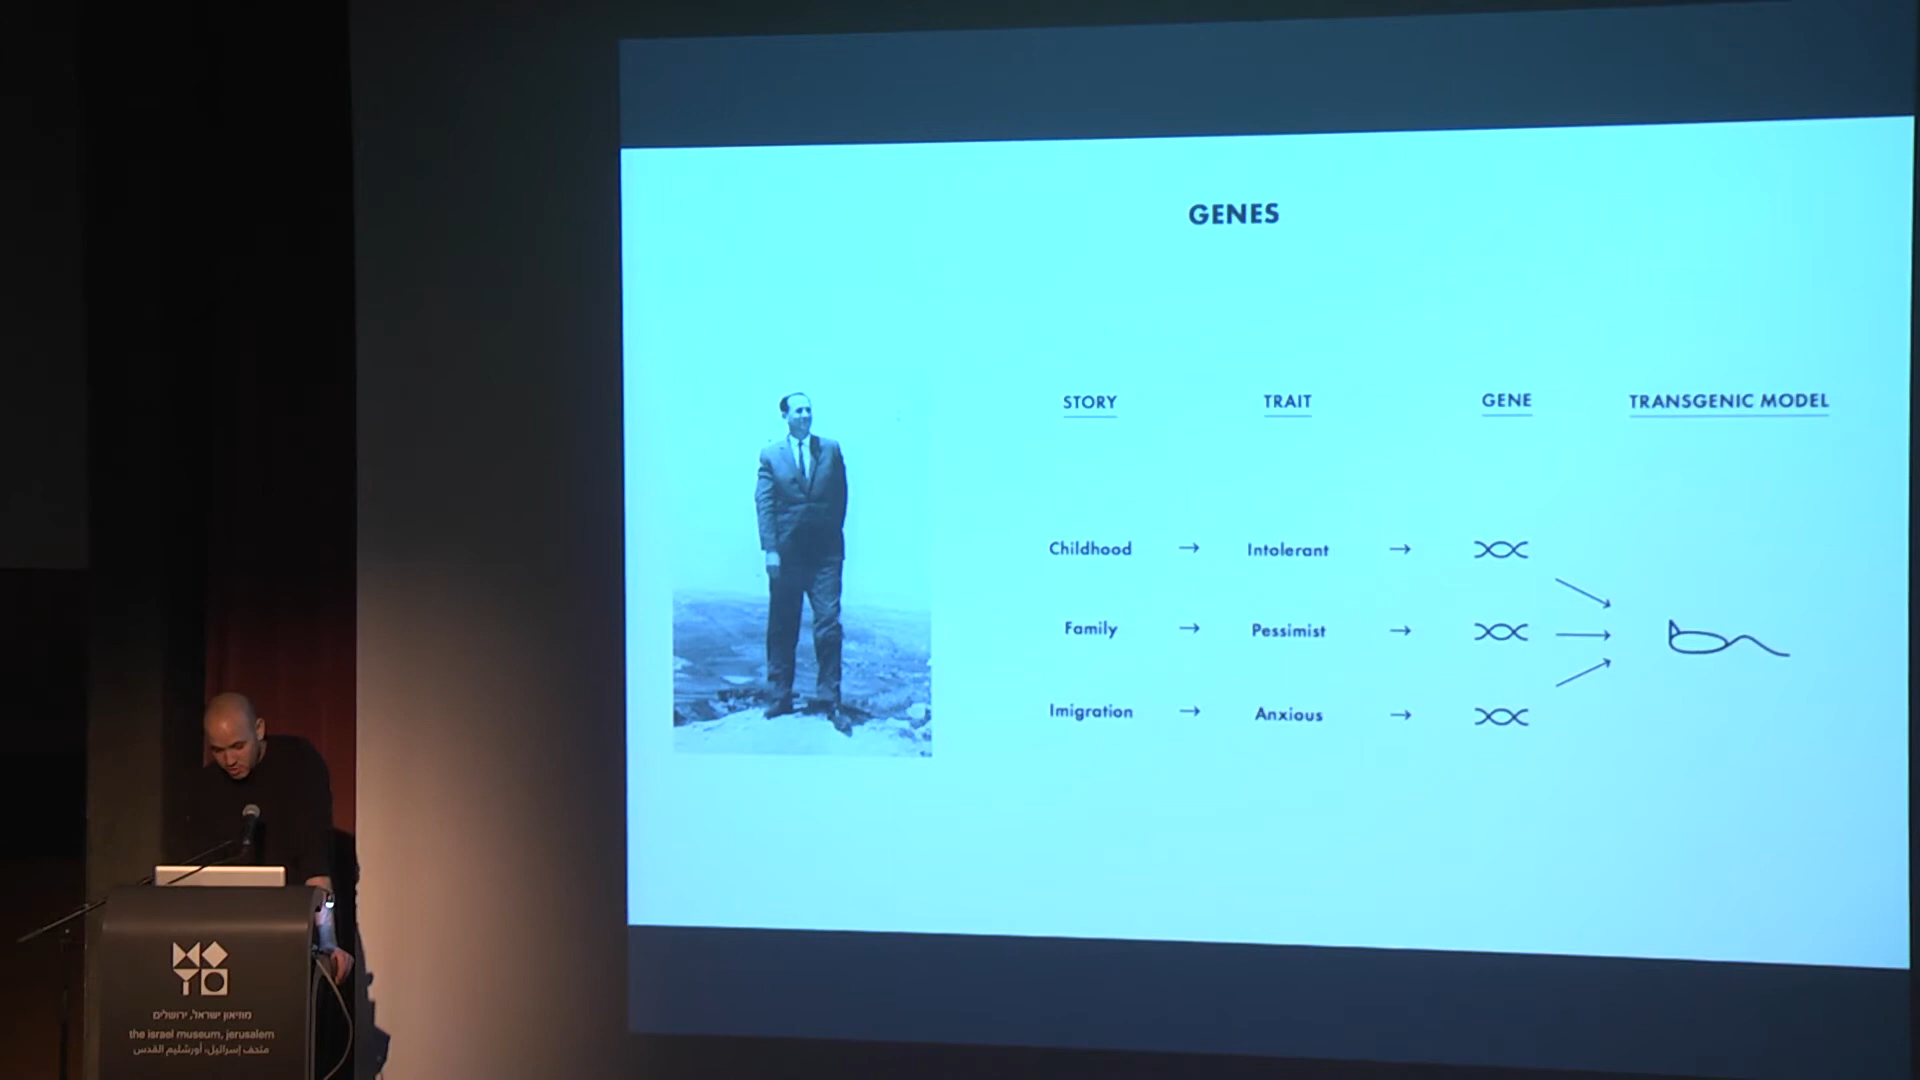 GENES
STORY
TRAIT
GENE
TRANSGENIC MODEL
Childhood → Intolerant →
Family → Pessimist →
Imigration → Anxious →
מוזיאון ישראל, ירושלים
the israel museum, jerusalem
متحف إسرائيل، أورشليم القدس